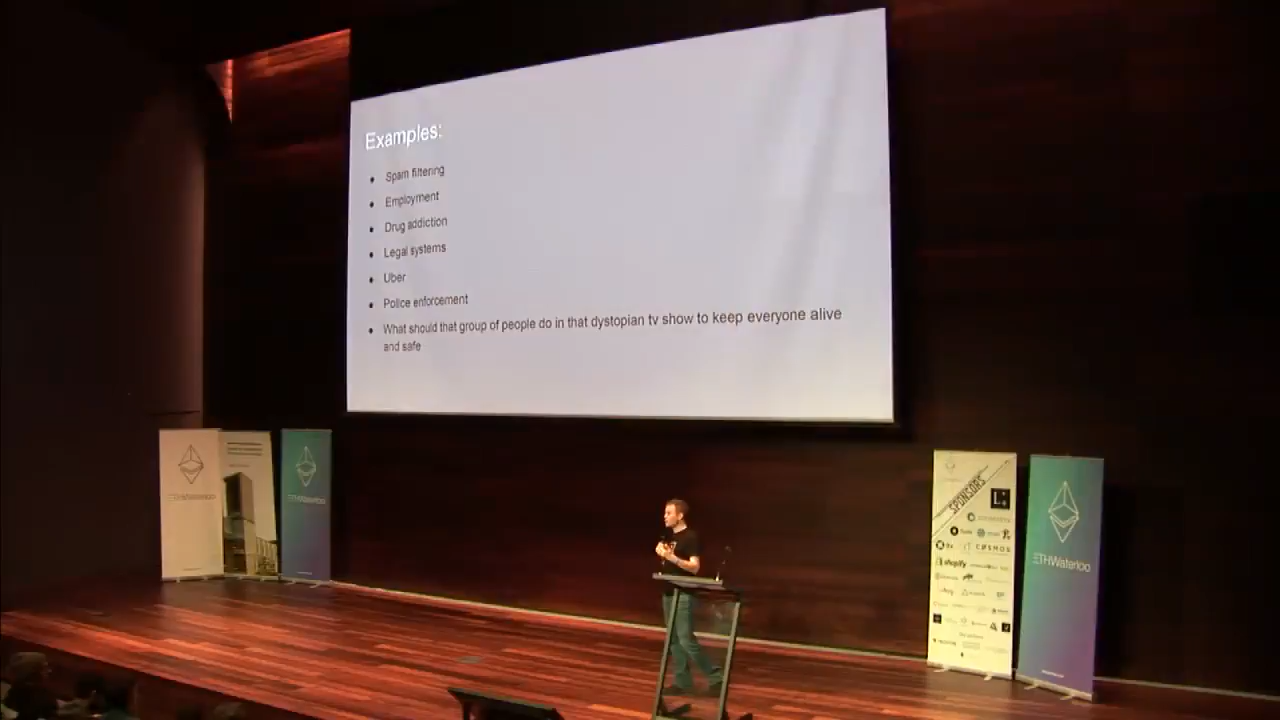 Examples:
Spam filtering
Employment
Drug addiction
Legal systems
Uber
Police enforcement
What should that group of people do in that dystopian tv show to keep everyone alive
and safe
ETHWaterloo
ETHWaterloo
SPONSORS
L4
COSMOS
shopify
ETHWaterloo